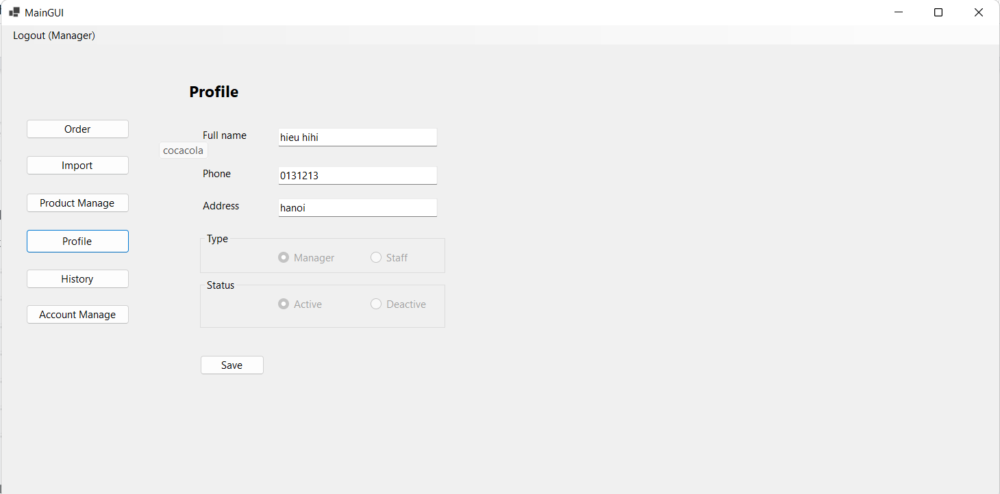 MainGUI
Logout (Manager)
Profile
Order
Import
Product Manage
Profile
History
Account Manage
Full name hieu hihi
cocacola
Phone 0131213
Address hanoi
Type
Manager Staff
Status
Active Deactive
Save